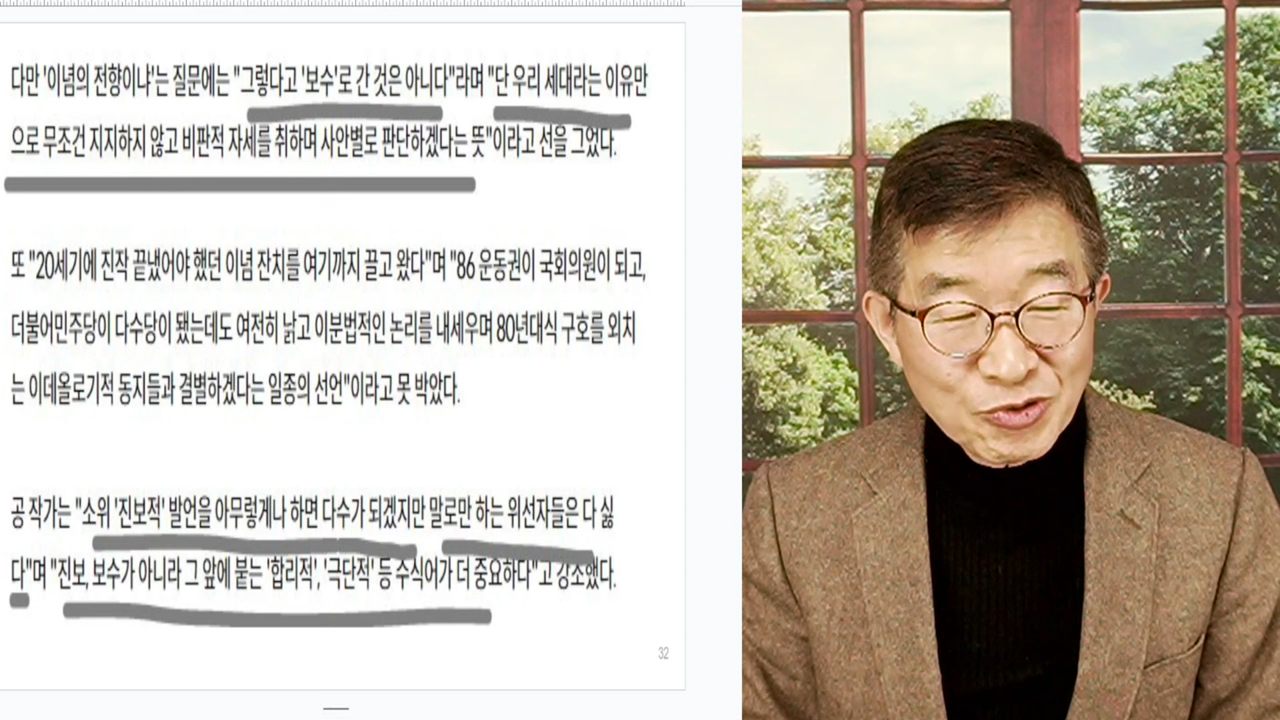 다만 '이념의 전향이냐'는 질문에는 "그렇다고 '보수'로 간 것은 아니다"라며 "단 우리 세대라는 이유만
으로 무조건 지지하지 않고 비판적 자세를 취하며 사안별로 판단하겠다는 뜻"이라고 선을 그었다.
또 "20세기에 진작 끝냈어야 했던 이념 잔치를 여기까지 끌고 왔다"며 "86 운동권이 국회의원이 되고,
더불어민주당이 다수당이 됐는데도 여전히 낡고 이분법적인 논리를 내세우며 80년대식 구호를 외치
는 이데올로기적 동지들과 결별하겠다는 일종의 선언"이라고 못 박았다.
공 작가는 "소위 '진보적' 발언을 아무렇게나 하면 다수가 되겠지만 말로만 하는 위선자들은 다 싫
다"며 "진보, 보수가 아니라 그 앞에 붙는 '합리적', '극단적' 등 수식어가 더 중요하다"고 강조했다.
32